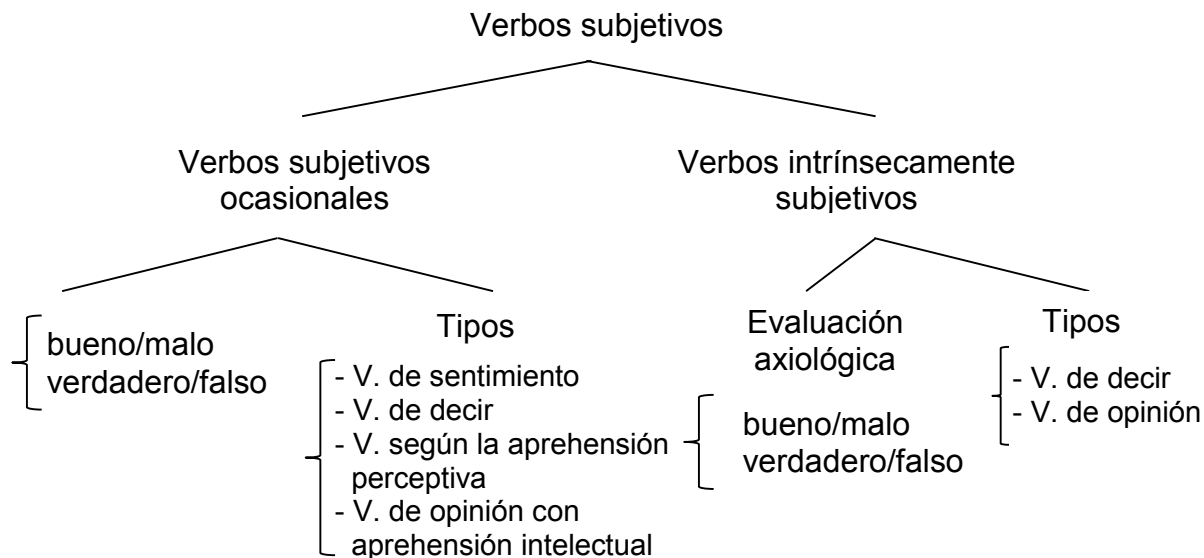 Verbos subjetivos
Verbos subjetivos
ocasionales
Verbos intrínsecamente
subjetivos
bueno/malo
verdadero/falso
Tipos
- V. de sentimiento
- V. de decir
- V. según la aprehensión
perceptiva
- V. de opinión con
aprehensión intelectual
Evaluación
axiológica
bueno/malo
verdadero/falso
Tipos
- V. de decir
- V. de opinión